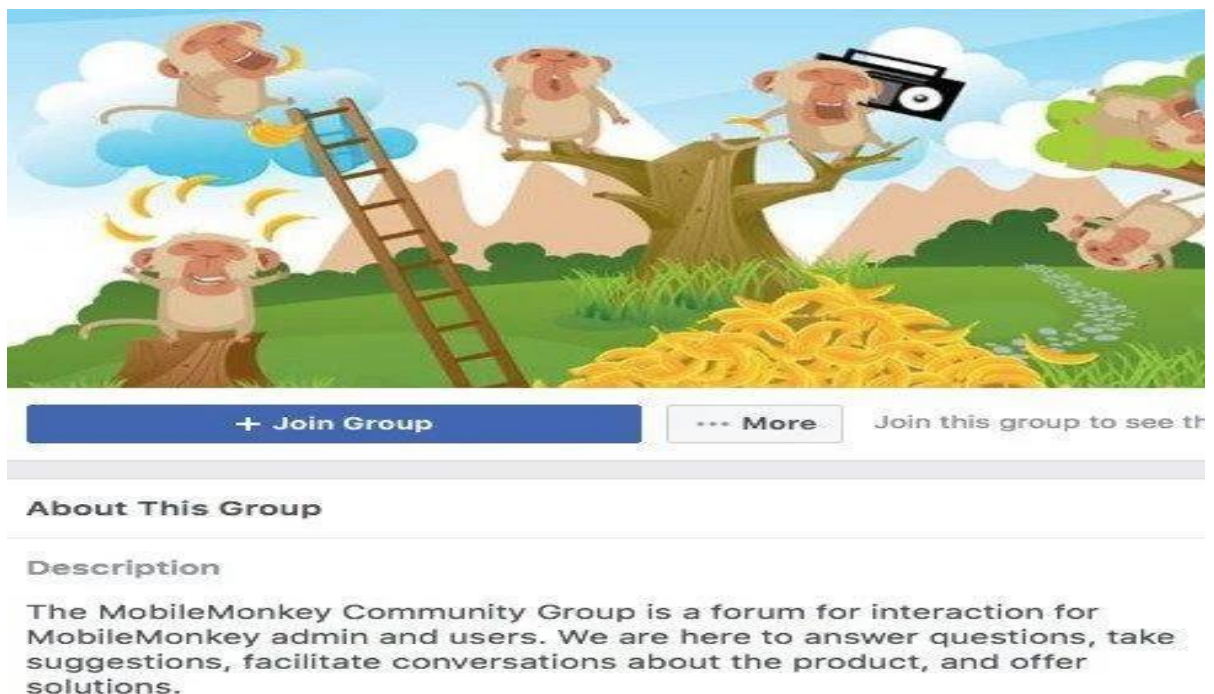 + Join Group
··· More
Join this group to see th
About This Group
Description
The MobileMonkey Community Group is a forum for interaction for
MobileMonkey admin and users. We are here to answer questions, take
suggestions, facilitate conversations about the product, and offer
solutions.